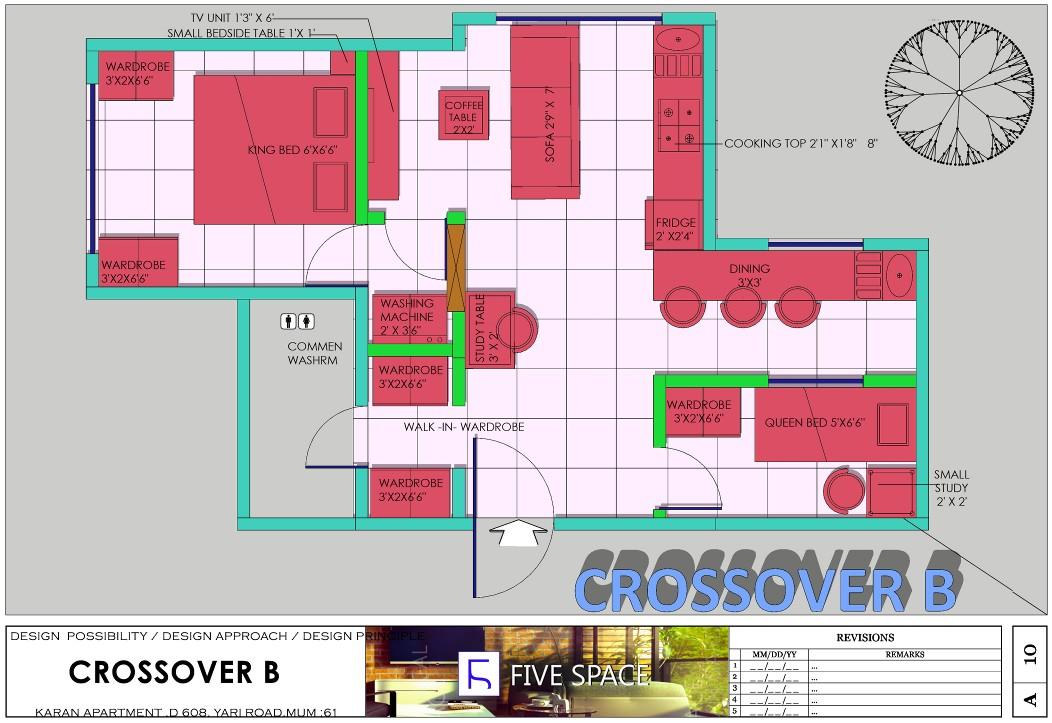 TV UNIT 1'3" X 6'
SMALL BEDSIDE TABLE 1'X 1'
WARDROBE
3'X2X6'6"
KING BED 6'X6'6"
COFFEE
TABLE
2'X2'
SOFA 2'9" X 7'
COOKING TOP 2'1" X1'8" 8"
FRIDGE
2' X2'4"
WARDROBE
3'X2X6'6"
DINING
3'X3'
WASHING
MACHINE
2' X 3'6"
STUDY TABLE
3' X 2'
COMMEN
WASHRM
WARDROBE
3'X2X6'6"
WALK -IN- WARDROBE
WARDROBE
3'X2'X6'6"
QUEEN BED 5'X6'6"
WARDROBE
3'X2X6'6"
SMALL
STUDY
2' X 2'
CROSSOVER B
DESIGN POSSIBILITY / DESIGN APPROACH / DESIGN PRINCIPLE
CROSSOVER B
KARAN APARTMENT ,D 608, YARI ROAD,MUM :61
FIVE SPACE
REVISIONS
MM/DD/YY REMARKS
1 __/__/__ ...
2 __/__/__ ...
3 __/__/__ ...
4 __/__/__ ...
5 __/__/__ ...
A 10